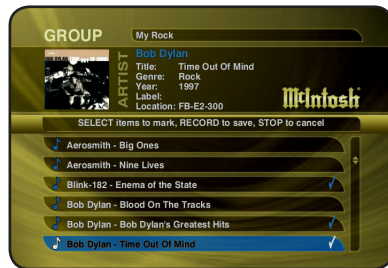 GROUP
My Rock
ARTIST
Bob Dylan
Title: Time Out Of Mind
Genre: Rock
Year: 1997
Label:
Location: FB-E2-300
McIntosh
SELECT items to mark, RECORD to save, STOP to cancel
Aerosmith - Big Ones
Aerosmith - Nine Lives
Blink-182 - Enema of the State
Bob Dylan - Blood On The Tracks
Bob Dylan - Bob Dylan's Greatest Hits
Bob Dylan - Time Out Of Mind